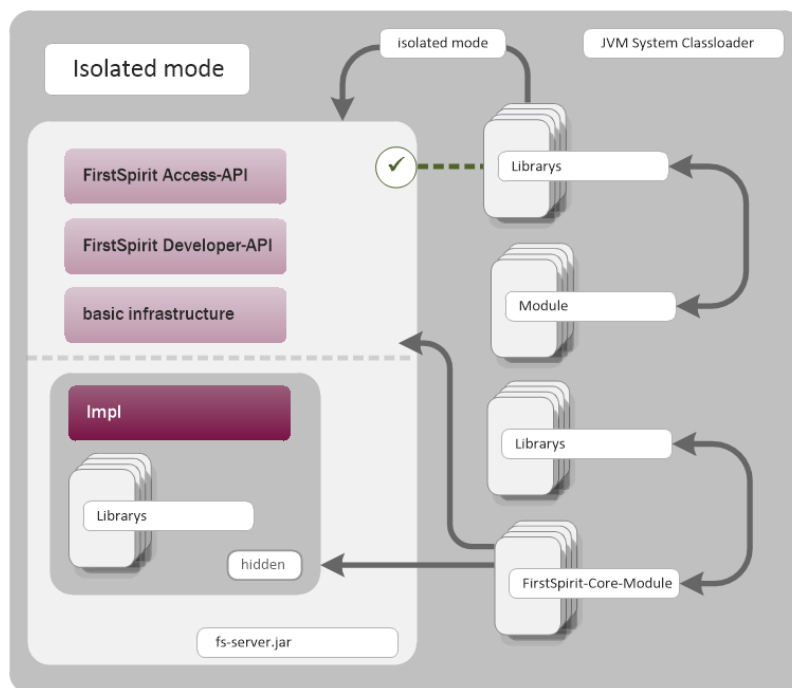 Isolated mode
isolated mode
JVM System Classloader
FirstSpirit Access-API
FirstSpirit Developer-API
basic infrastructure
Impl
Librarys
hidden
fs-server.jar
Librarys
Module
Librarys
FirstSpirit-Core-Module